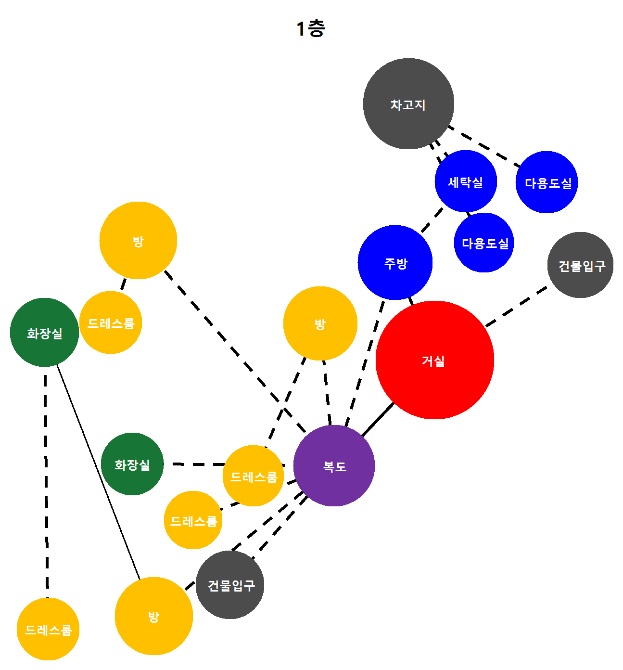 1층
차고지
세탁실
다용도실
방
다용도실
주방
건물입구
화장실
드레스룸
방
거실
화장실
드레스룸
복도
드레스룸
건물입구
방
드레스룸